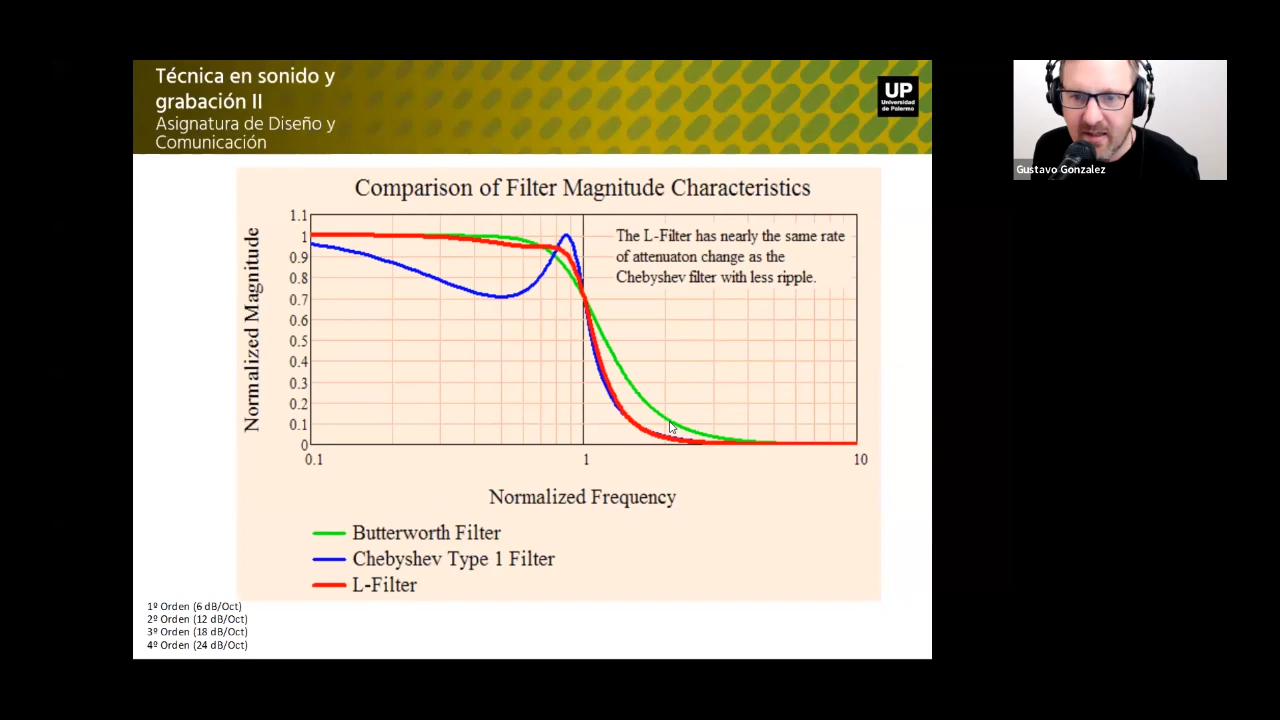 Técnica en sonido y
grabación II
Asignatura de Diseño y
Comunicación
UP
Universidad
de Palermo
Gustavo Gonzalez
Comparison of Filter Magnitude Characteristics
Normalized Magnitude
1.1
1
0.9
0.8
0.7
0.6
0.5
0.4
0.3
0.2
0.1
0
The L-Filter has nearly the same rate
of attenuaton change as the
Chebyshev filter with less ripple.
0.1
1
10
Normalized Frequency
Butterworth Filter
Chebyshev Type 1 Filter
L-Filter
1º Orden (6 dB/Oct)
2º Orden (12 dB/Oct)
3º Orden (18 dB/Oct)
4º Orden (24 dB/Oct)